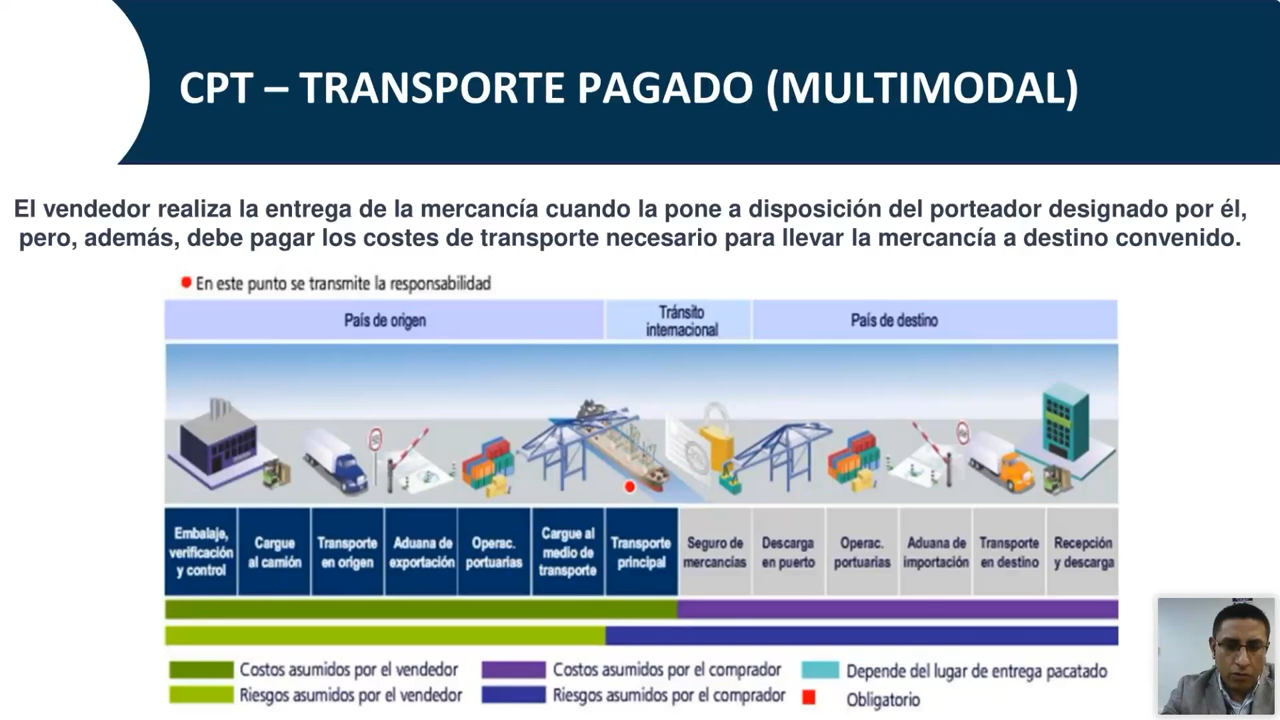 CPT – TRANSPORTE PAGADO (MULTIMODAL)
El vendedor realiza la entrega de la mercancía cuando la pone a disposición del porteador designado por él,
pero, además, debe pagar los costes de transporte necesario para llevar la mercancía a destino convenido.
En este punto se transmite la responsabilidad
País de origen
Tránsito
internacional
País de destino
Embalaje,
verificación
y control
Cargue
al camión
Transporte
en origen
Aduana de
exportación
Operac.
portuarias
Cargue al
medio de
transporte
Transporte
principal
Seguro de
mercancías
Descarga
en puerto
Operac.
portuarias
Aduana de
importación
Transporte
en destino
Recepción
y descarga
Costos asumidos por el vendedor
Costos asumidos por el comprador
Depende del lugar de entrega pacatado
Riesgos asumidos por el vendedor
Riesgos asumidos por el comprador
Obligatorio